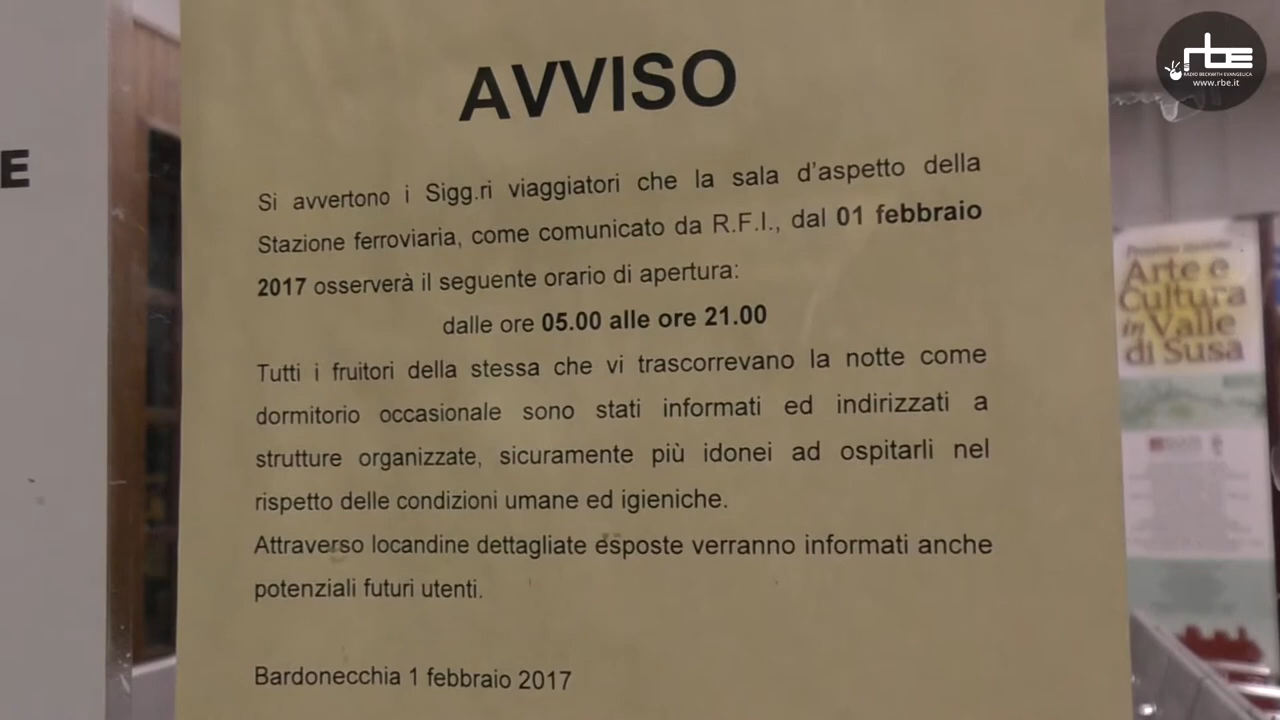 rbe
RADIO BECKWITH EVANGELICA
www.rbe.it
E
AVVISO
Si avvertono i Sigg.ri viaggiatori che la sala d'aspetto della
Stazione ferroviaria, come comunicato da R.F.I., dal 01 febbraio
2017 osserverà il seguente orario di apertura:
dalle ore 05.00 alle ore 21.00
Tutti i fruitori della stessa che vi trascorrevano la notte come
dormitorio occasionale sono stati informati ed indirizzati a
strutture organizzate, sicuramente più idonei ad ospitarli nel
rispetto delle condizioni umane ed igieniche.
Attraverso locandine dettagliate esposte verranno informati anche
potenziali futuri utenti.
Bardonecchia 1 febbraio 2017
Arte e
Cultura
in Valle
di Susa